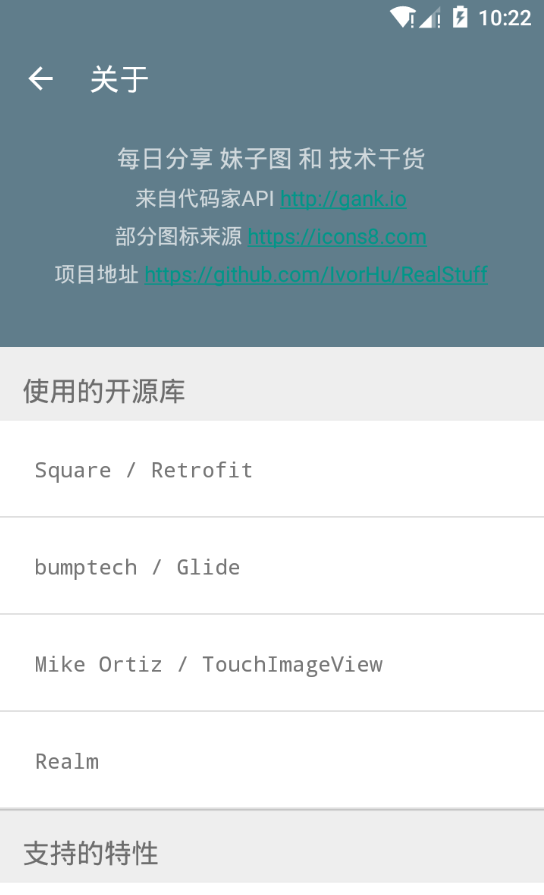 10:22
关于
每日分享 妹子图 和 技术干货
来自代码家API http://gank.io
部分图标来源 https://icons8.com
项目地址 https://github.com/IvorHu/RealStuff
使用的开源库
Square / Retrofit
bumptech / Glide
Mike Ortiz / TouchImageView
Realm
支持的特性